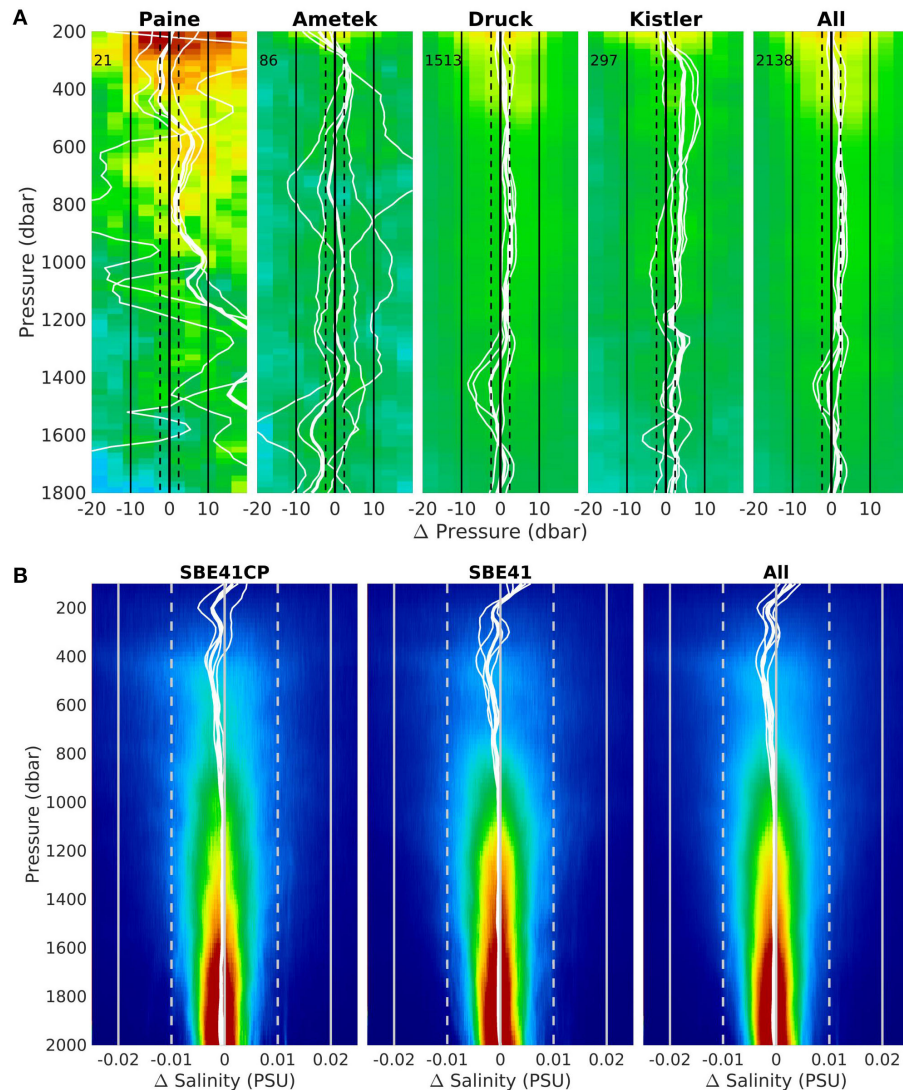 A
Paine Ametek Druck Kistler All
200
21 86 1513 297 2138
400
600
800
1000
1200
1400
1600
1800
Pressure (dbar)
-20 -10 0 10 -20 -10 0 10 -20 -10 0 10 -20 -10 0 10 -20 -10 0 10
Δ Pressure (dbar)
B
SBE41CP SBE41 All
200
400
600
800
1000
1200
1400
1600
1800
2000
Pressure (dbar)
-0.02 -0.01 0 0.01 0.02 -0.02 -0.01 0 0.01 0.02 -0.02 -0.01 0 0.01 0.02
Δ Salinity (PSU) Δ Salinity (PSU) Δ Salinity (PSU)